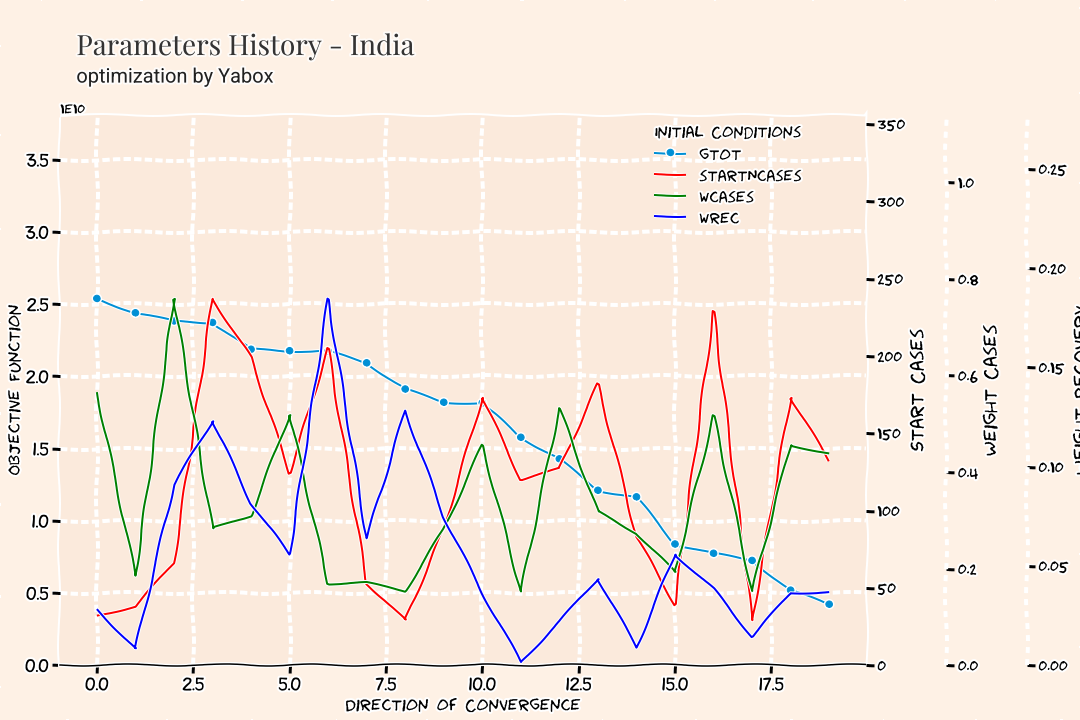 Parameters History - India
optimization by Yabox
1E10
INITIAL CONDITIONS
GTOT
STARTNCASES
WCASES
WREC
3.5
3.0
2.5
2.0
1.5
1.0
0.5
0.0
OBJECTIVE FUNCTION
0.0 2.5 5.0 7.5 10.0 12.5 15.0 17.5
DIRECTION OF CONVERGENCE
350
300
250
200
150
100
50
0
START CASES
1.0
0.8
0.6
0.4
0.2
0.0
WEIGHT CASES
0.25
0.20
0.15
0.10
0.05
0.00